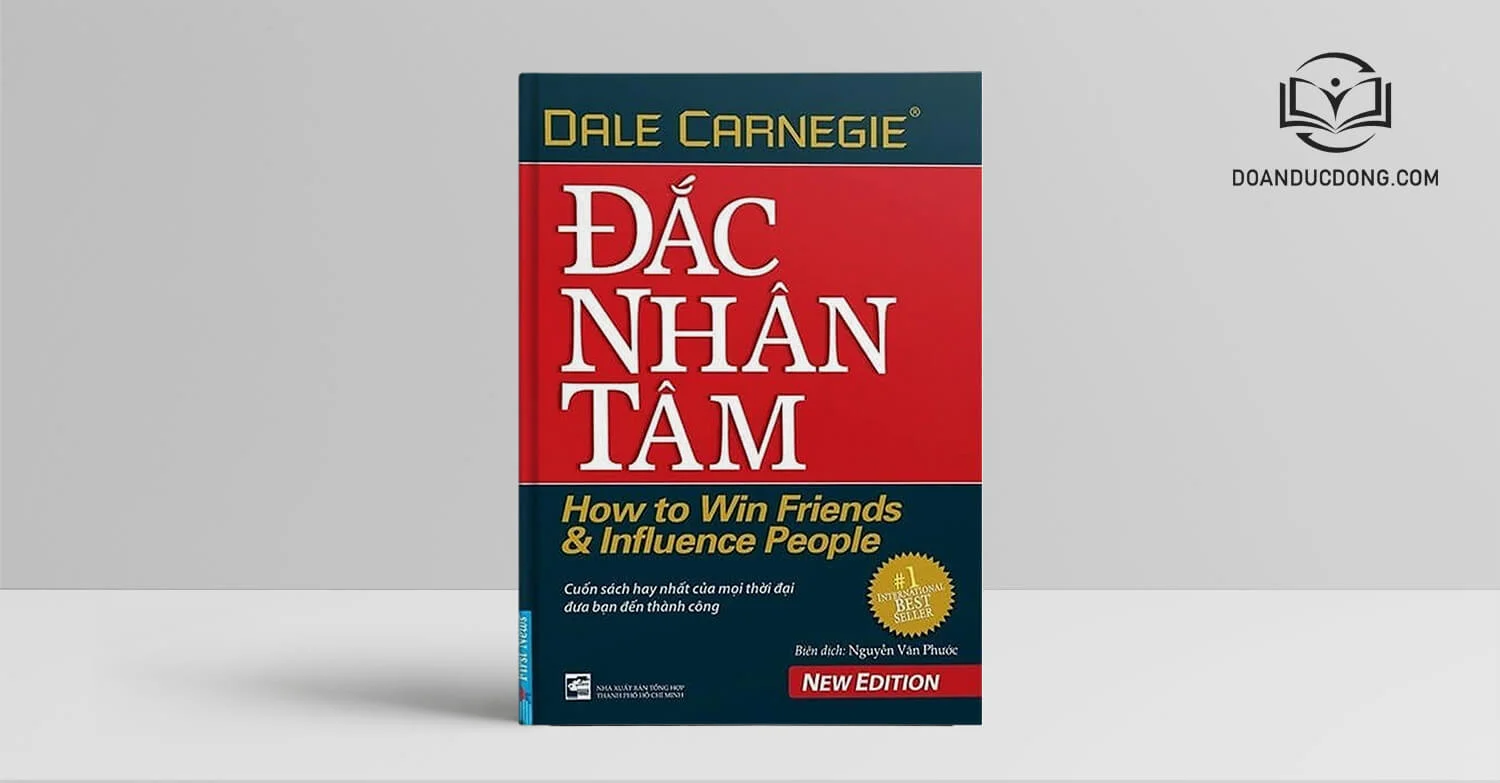 DALE CARNEGIE®
ĐẮC
NHÂN
TÂM
How to Win Friends
& Influence People
Cuốn sách hay nhất của mọi thời đại
đưa bạn đến thành công
#1
INTERNATIONAL
BEST
SELLER
Biên dịch: Nguyễn Văn Phước
NEW EDITION
NHÀ XUẤT BẢN TỔNG HỢP
THÀNH PHỐ HỒ CHÍ MINH
First News
DOANDUCDONG.COM